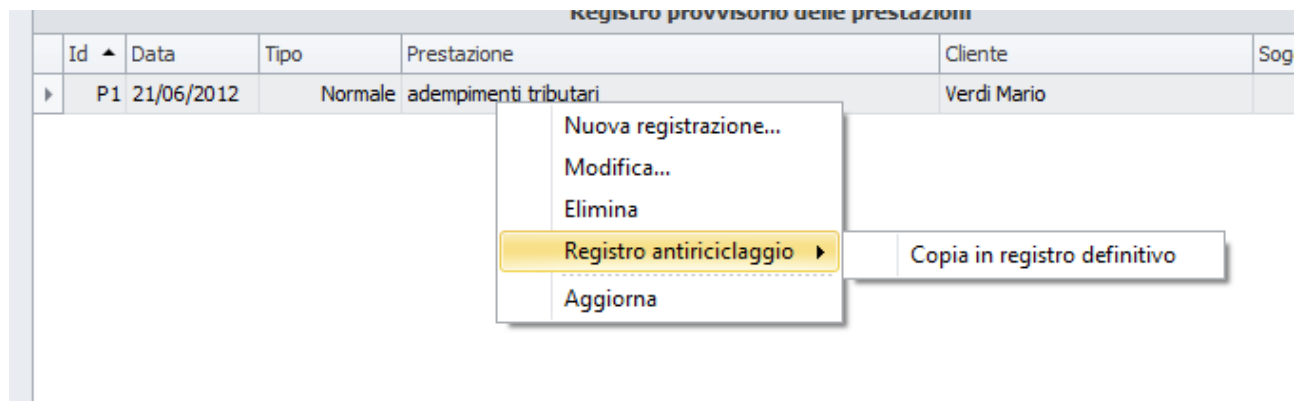 Registro provvisorio delle prestazioni
Id Data Tipo Prestazione Cliente
P1 21/06/2012 Normale adempimenti tributari Verdi Mario
Nuova registrazione...
Modifica...
Elimina
Registro antiriciclaggio Copia in registro definitivo
Aggiorna